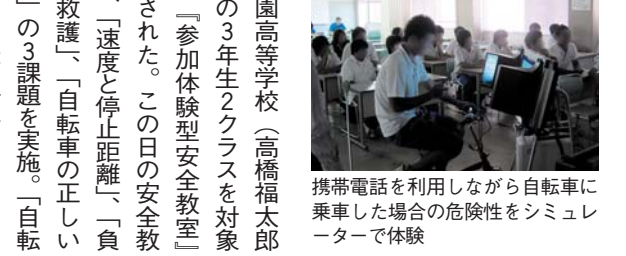 園高等学校(高橋福太郎
の3年生2クラスを対象
『参加体験型安全教室』
された。この日の安全教
、「速度と停止距離」、「負
救護」、「自転車の正しい
」の3課題を実施。「自転
携帯電話を利用しながら自転車に
乗車した場合の危険性をシミュレ
ーターで体験